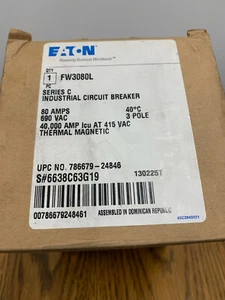 EATON
Powering Business Worldwide
QTY
1 FW3080L
PC
SERIES C
INDUSTRIAL CIRCUIT BREAKER
80 AMPS 40°C
690 VAC 3 POLE
40,000 AMP Icu AT 415 VAC
THERMAL MAGNETIC
UPC NO. 786679-24846
S#6638C63G19 130225T
00786679248461 ASSEMBLED IN DOMINICAN REPUBLIC